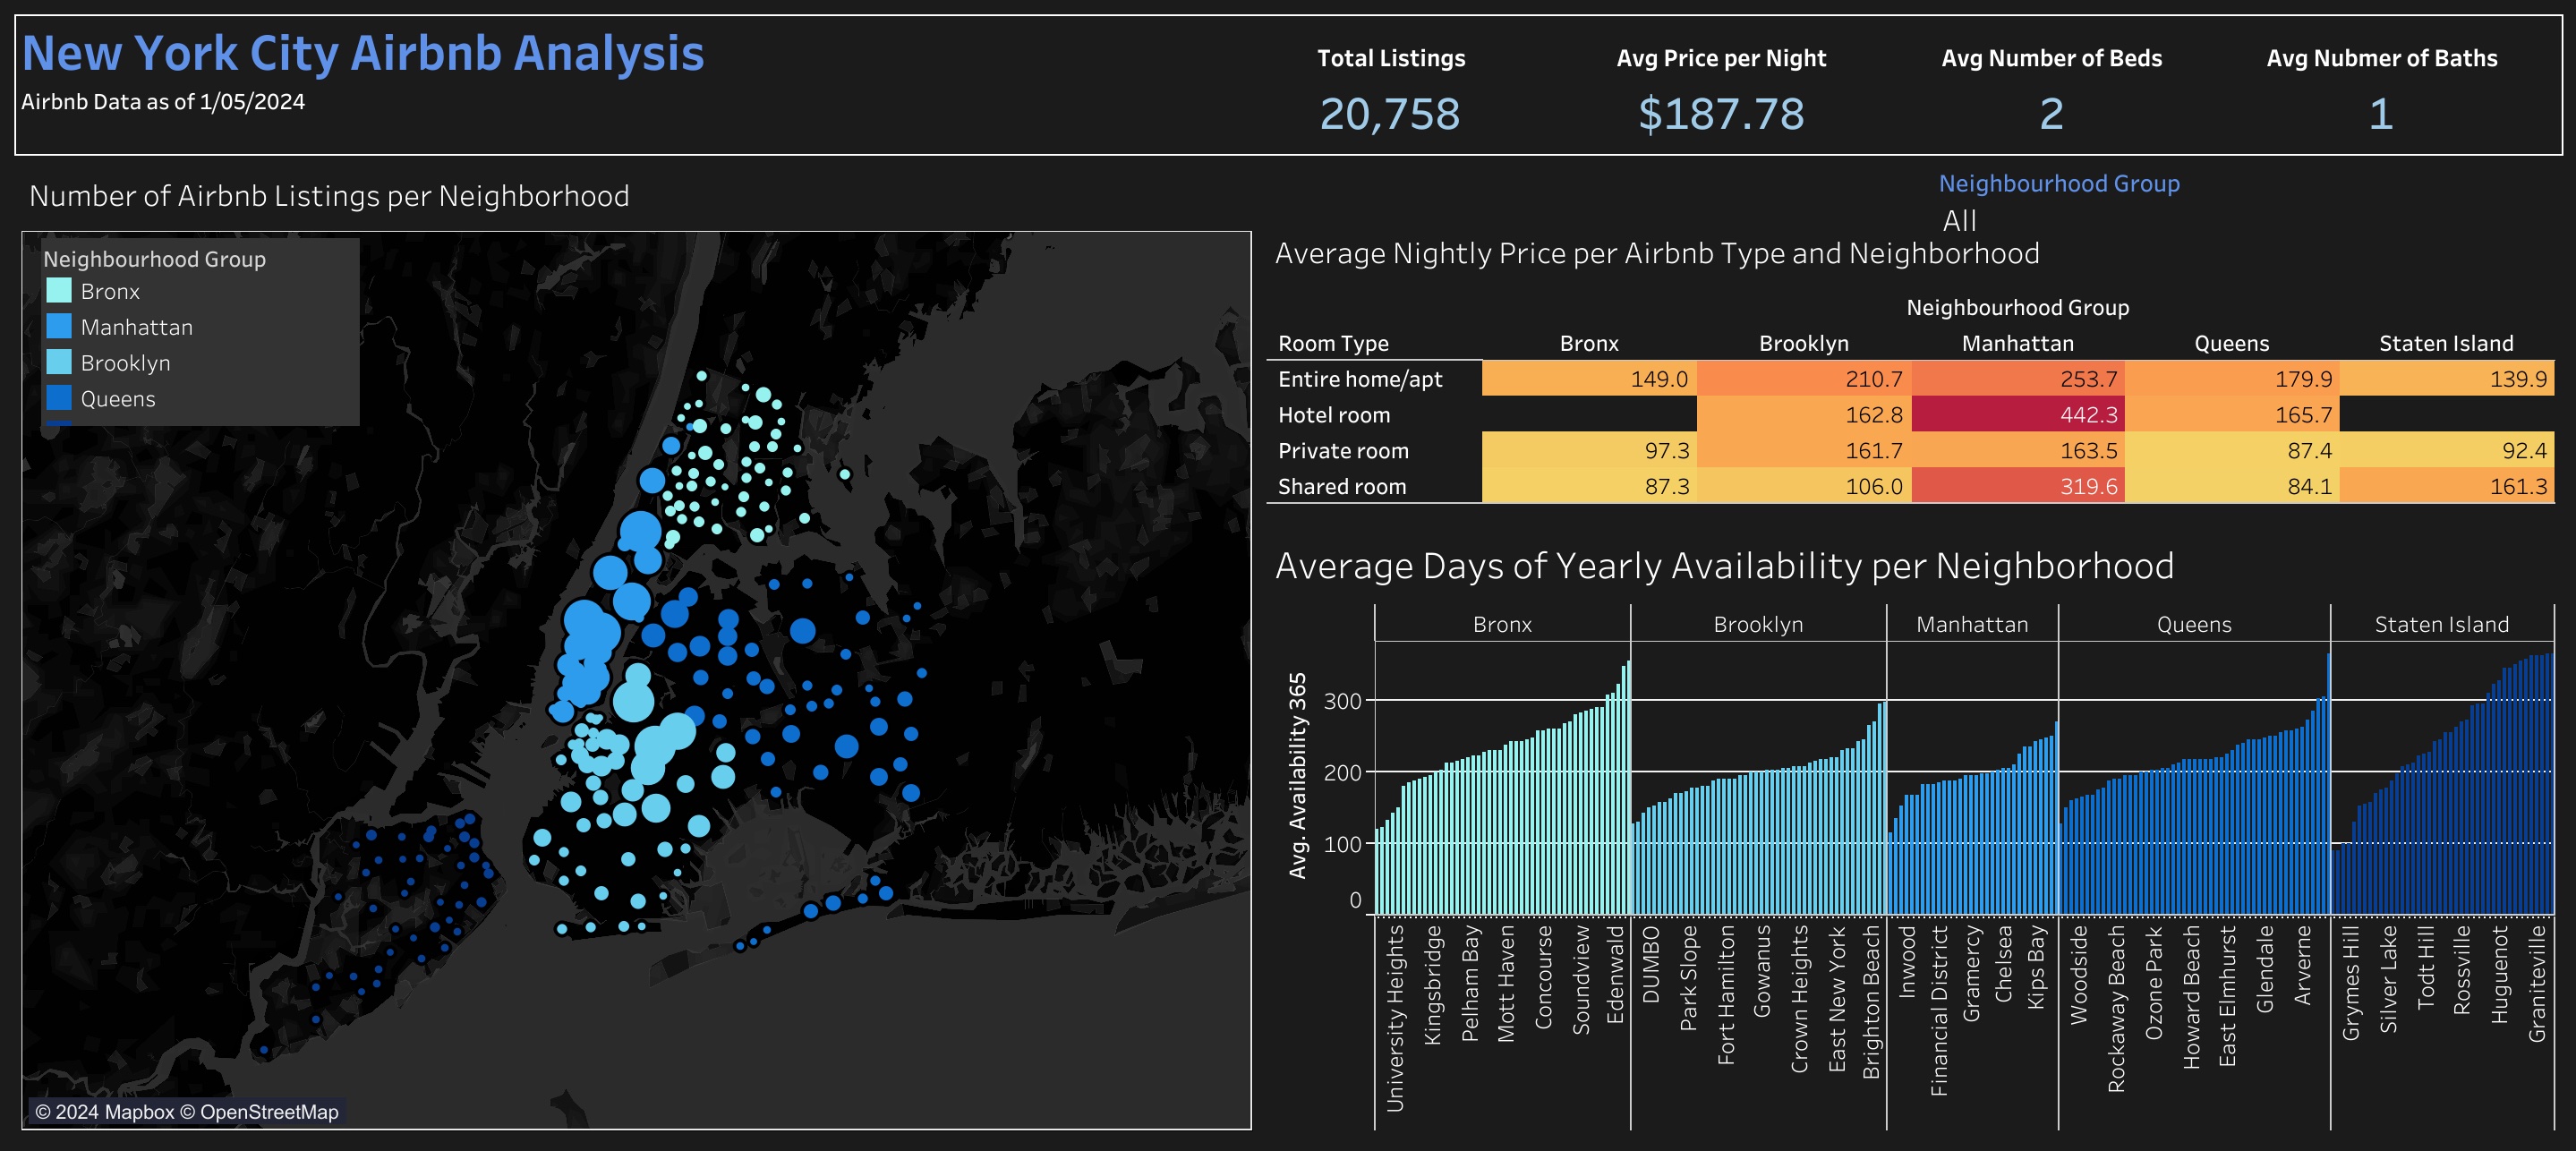 New York City Airbnb Analysis
Airbnb Data as of 1/05/2024
Total Listings
20,758
Avg Price per Night
$187.78
Avg Number of Beds
2
Avg Nubmer of Baths
1
Number of Airbnb Listings per Neighborhood
Neighbourhood Group
Bronx
Manhattan
Brooklyn
Queens
© 2024 Mapbox © OpenStreetMap
Neighbourhood Group
All
Average Nightly Price per Airbnb Type and Neighborhood
Neighbourhood Group
Room Type Bronx Brooklyn Manhattan Queens Staten Island
Entire home/apt 149.0 210.7 253.7 179.9 139.9
Hotel room 162.8 442.3 165.7
Private room 97.3 161.7 163.5 87.4 92.4
Shared room 87.3 106.0 319.6 84.1 161.3
Average Days of Yearly Availability per Neighborhood
Bronx Brooklyn Manhattan Queens Staten Island
Avg. Availability 365
300
200
100
0
University Heights
Kingsbridge
Pelham Bay
Mott Haven
Concourse
Soundview
Edenwald
DUMBO
Park Slope
Fort Hamilton
Gowanus
Crown Heights
East New York
Brighton Beach
Inwood
Financial District
Gramercy
Chelsea
Kips Bay
Woodside
Rockaway Beach
Ozone Park
Howard Beach
East Elmhurst
Glendale
Arverne
Grymes Hill
Silver Lake
Todt Hill
Rossville
Huguenot
Graniteville